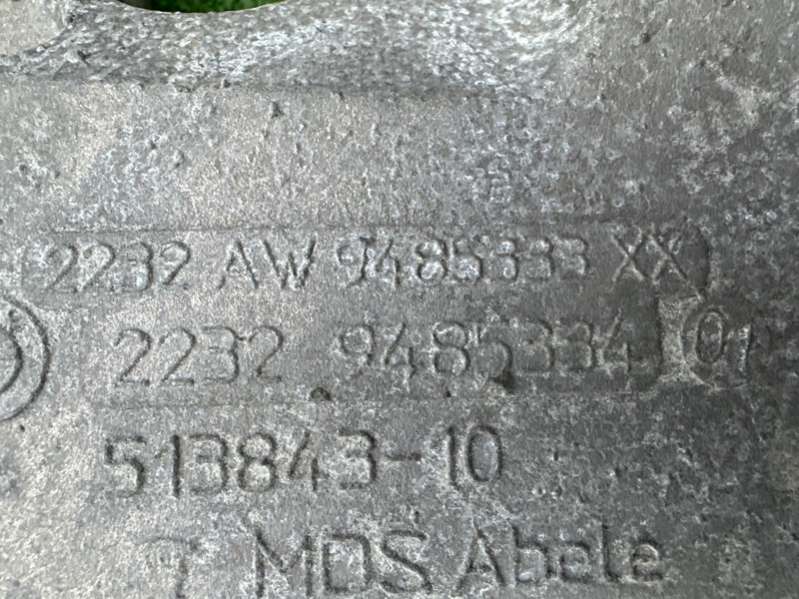 2232 AW 9485333 XX
2232 9485334 01
513843-10
MDS Abele